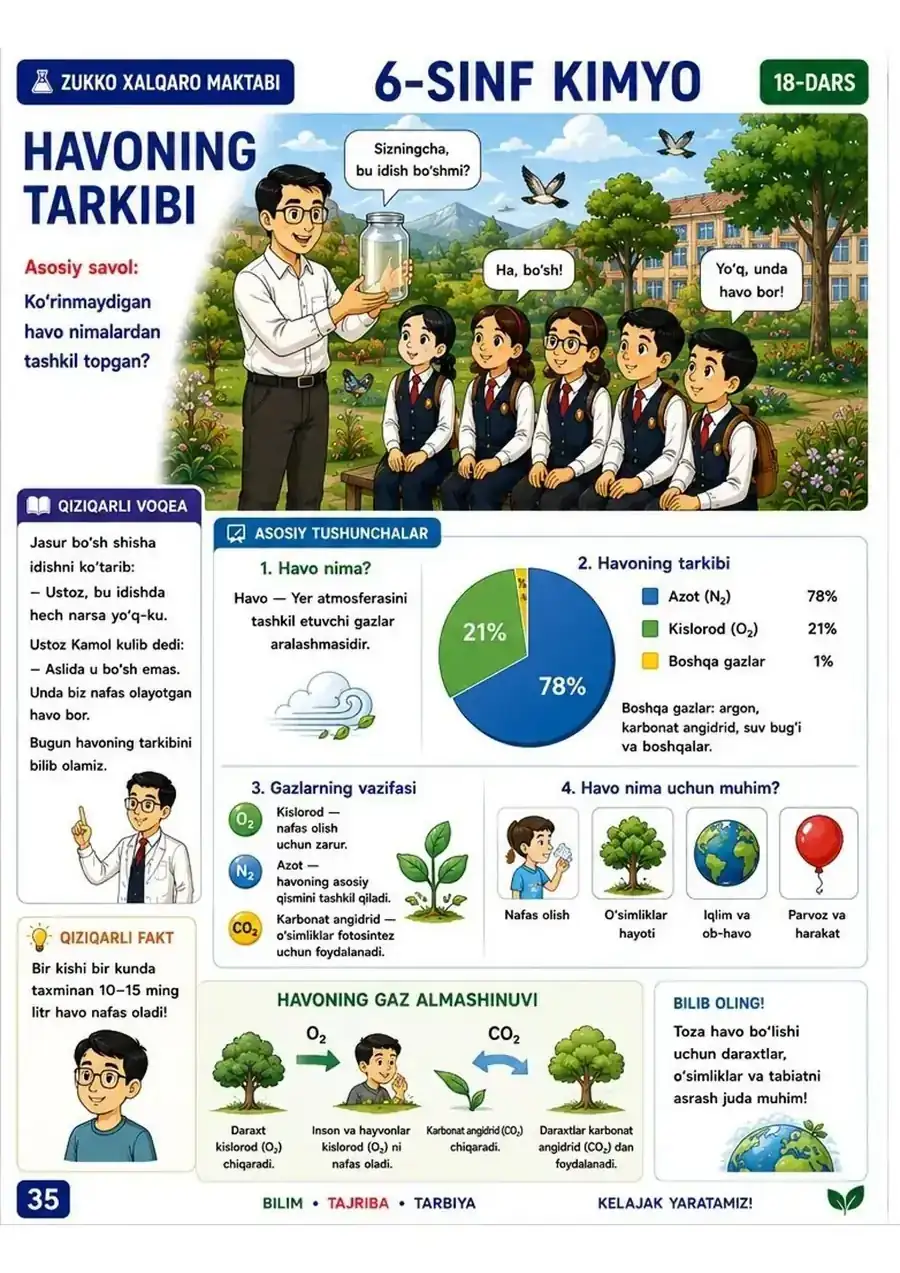 ZUKKO XALQARO MAKTABI
6-SINF KIMYO
18-DARS
HAVONING
TARKIBI
Asosiy savol:
Ko‘rinmaydigan
havo nimalardan
tashkil topgan?
Sizningcha,
bu idish bo‘shmi?
Ha, bo‘sh!
Yo‘q, unda
havo bor!
QIZIQARLI VOQEA
Jasur bo‘sh shisha
idishni ko‘tarib:
– Ustoz, bu idishda
hech narsa yo‘q-ku.
Ustoz Kamol kulib dedi:
– Aslida u bo‘sh emas.
Unda biz nafas olayotgan
havo bor.
Bugun havoning tarkibini
bilib olamiz.
ASOSIY TUSHUNCHALAR
1. Havo nima?
Havo — Yer atmosferasini
tashkil etuvchi gazlar
aralashmasidir.
2. Havoning tarkibi
21%
78%
Azot (N₂) 78%
Kislorod (O₂) 21%
Boshqa gazlar 1%
Boshqa gazlar: argon,
karbonat angidrid, suv bug‘i
va boshqalar.
3. Gazlarning vazifasi
O₂
Kislorod —
nafas olish
uchun zarur.
N₂
Azot —
havoning asosiy
qismini tashkil qiladi.
CO₂
Karbonat angidrid —
o‘simliklar fotosintez
uchun foydalanadi.
4. Havo nima uchun muhim?
Nafas olish
O‘simliklar
hayoti
Iqlim va
ob-havo
Parvoz va
harakat
QIZIQARLI FAKT
Bir kishi bir kunda
taxminan 10–15 ming
litr havo nafas oladi!
HAVONING GAZ ALMASHINUVI
O₂
CO₂
Daraxt
kislorod (O₂)
chiqaradi.
Inson va hayvonlar
kislorod (O₂) ni
nafas oladi.
Karbonat angidrid (CO₂)
chiqaradi.
Daraxtlar karbonat
angidrid (CO₂) dan
foydalanadi.
BILIB OLING!
Toza havo bo‘lishi
uchun daraxtlar,
o‘simliklar va tabiatni
asrash juda muhim!
35
BILIM • TAJRIBA • TARBIYA
KELAJAK YARATAMIZ!